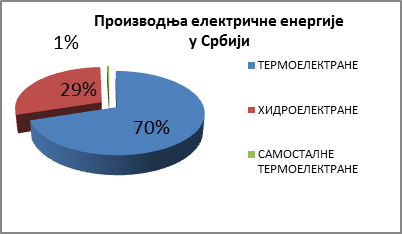 Производња електричне енергије
у Србији
1%
29%
70%
ТЕРМОЕЛЕКТРАНЕ
ХИДРОЕЛЕКТРАНЕ
САМОСТАЛНЕ
ТЕРМОЕЛЕКТРАНЕ